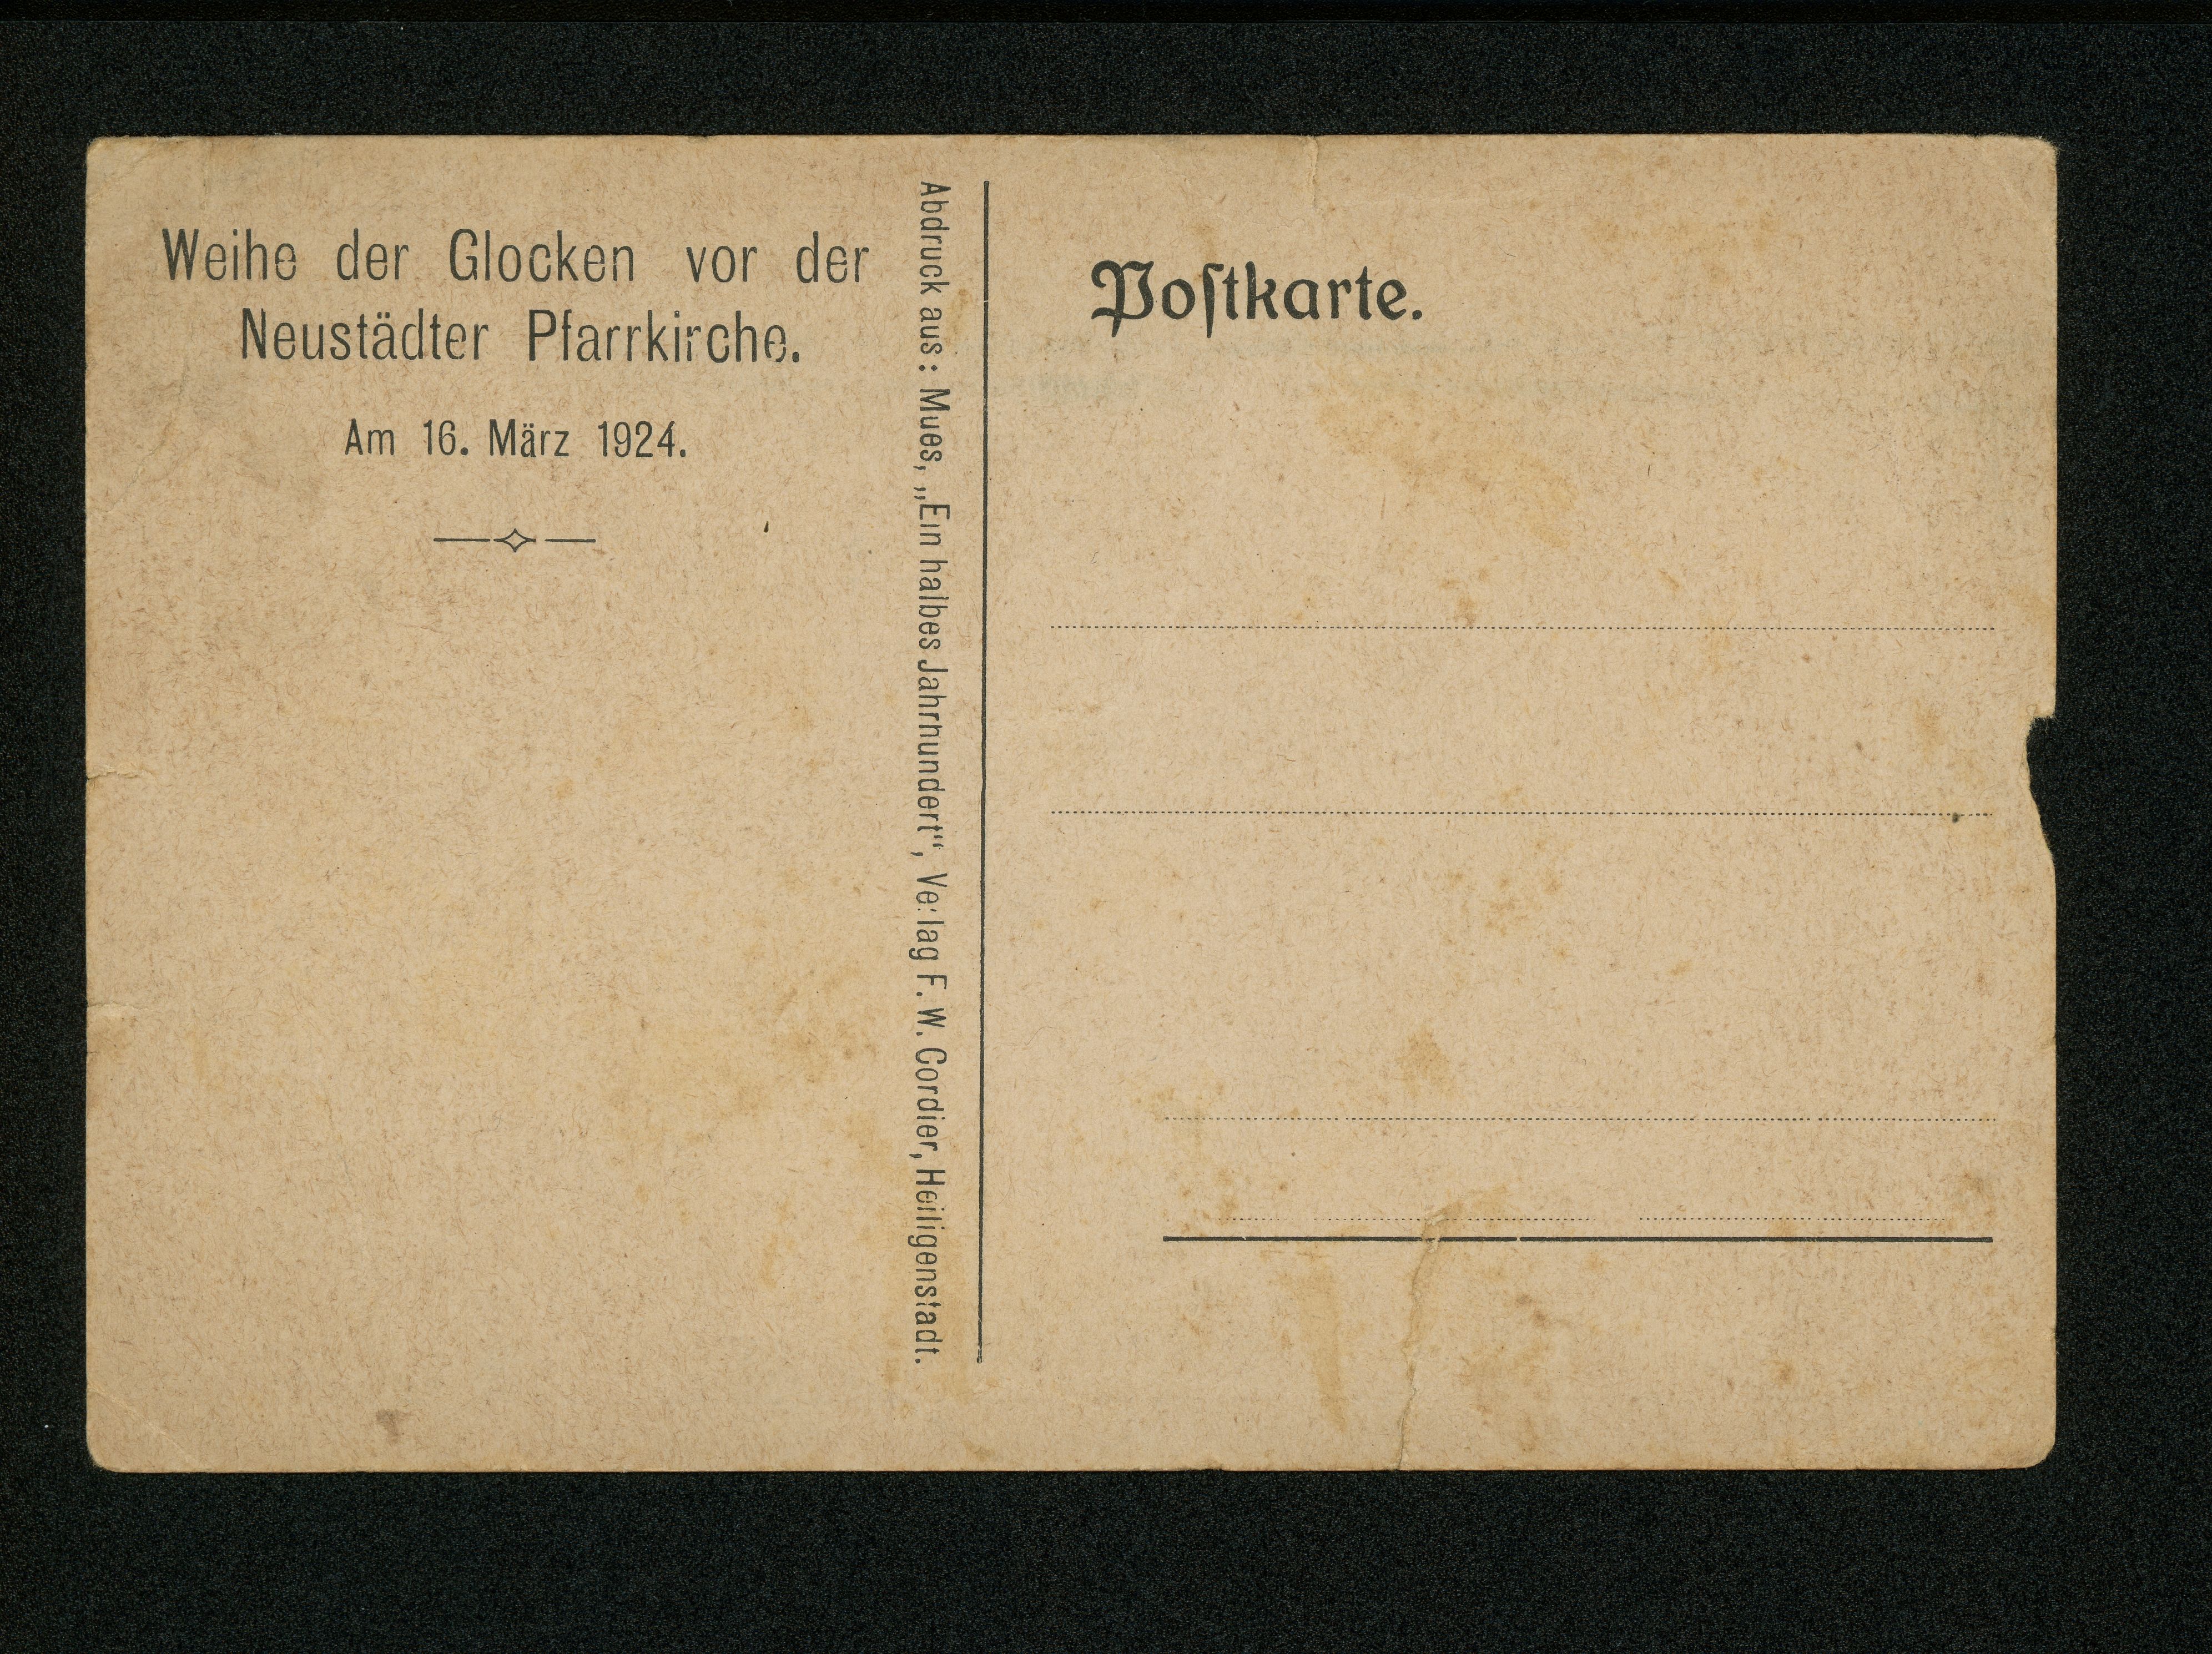 Weihe der Glocken vor der
Neustädter Pfarrkirche.
Am 16. März 1924.
Abdruck aus: Mues, „Ein halbes Jahrhundert“, Verlag F. W. Cordier, Heiligenstadt.
Poſtkarte.